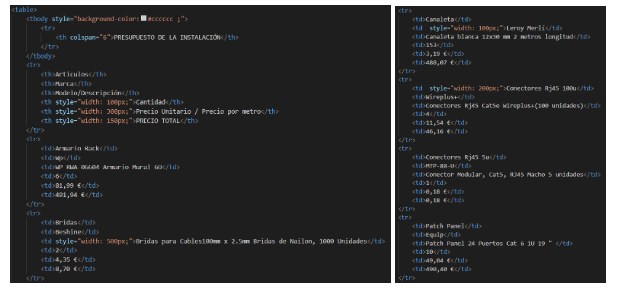 <table>
<tbody style="background-color:#cccccc ;">
<tr>
<th colspan="6">PRESUPUESTO DE LA INSTALACIÓN</th>
</tr>
</tbody>
<tr>
<th>Artículos</th>
<th>Marca</th>
<th>Modelo/Descripción</th>
<th style="width: 100px;">Cantidad</th>
<th style="width: 300px;">Precio Unitario / Precio por metro</th>
<th style="width: 150px;">PRECIO TOTAL</th>
</tr>
<tr>
<td>Armario Rack</td>
<td>Wp</td>
<td>WP RWA 06604 Armario Mural 6U</td>
<td>6</td>
<td>81,99 €</td>
<td>491,94 €</td>
</tr>
<tr>
<td>Bridas</td>
<td>Beshine</td>
<td style="width: 500px;">Bridas para Cables100mm x 2.5mm Bridas de Nailon, 1000 Unidades</td>
<td>2</td>
<td>4,35 €</td>
<td>8,70 €</td>
</tr>
<tr>
<td>Canaleta</td>
<td style="width: 100px;">Leroy Merlí</td>
<td>Canaleta blanca 12x30 mm 2 metros longitud</td>
<td>153</td>
<td>3,19 €</td>
<td>488,07 €</td>
</tr>
<tr>
<td style="width: 200px;">Conectores Rj45 100u</td>
<td>Wireplus+</td>
<td>Conectores Rj45 Cat5e Wireplus+(100 unidades)</td>
<td>4</td>
<td>11,54 €</td>
<td>46,16 €</td>
</tr>
<tr>
<td>Conectores Rj45 5u</td>
<td>MTP-88-U</td>
<td>Conector Modular, Cat5, RJ45 Macho 5 unidades</td>
<td>1</td>
<td>0,18 €</td>
<td>0,18 €</td>
</tr>
<tr>
<td>Patch Panel</td>
<td>Equip</td>
<td>Patch Panel 24 Puertos Cat 6 1U 19 " </td>
<td>10</td>
<td>49,04 €</td>
<td>490,40 €</td>
</tr>